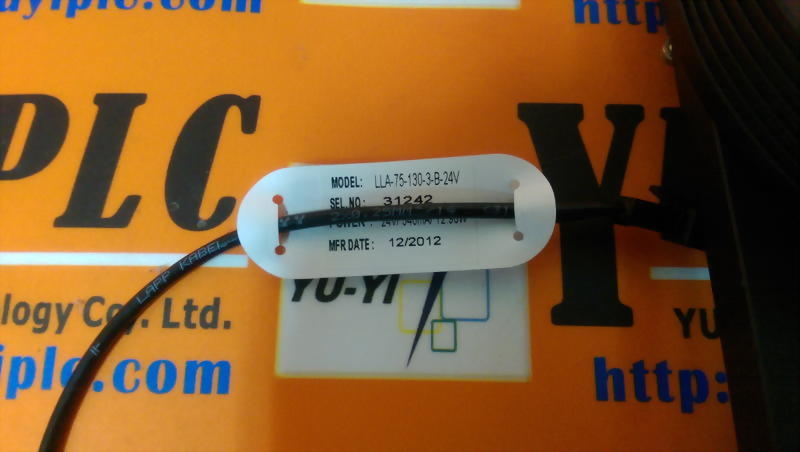 uyiplc.com
http:
PLC
Y
MODEL: LLA-75-130-3-B-24V
SEL.NO: 31242
MFR DATE: 12/2012
LAPP KABEL
YU-YI
YU
ology Coy. Ltd.
iplc.com
http: